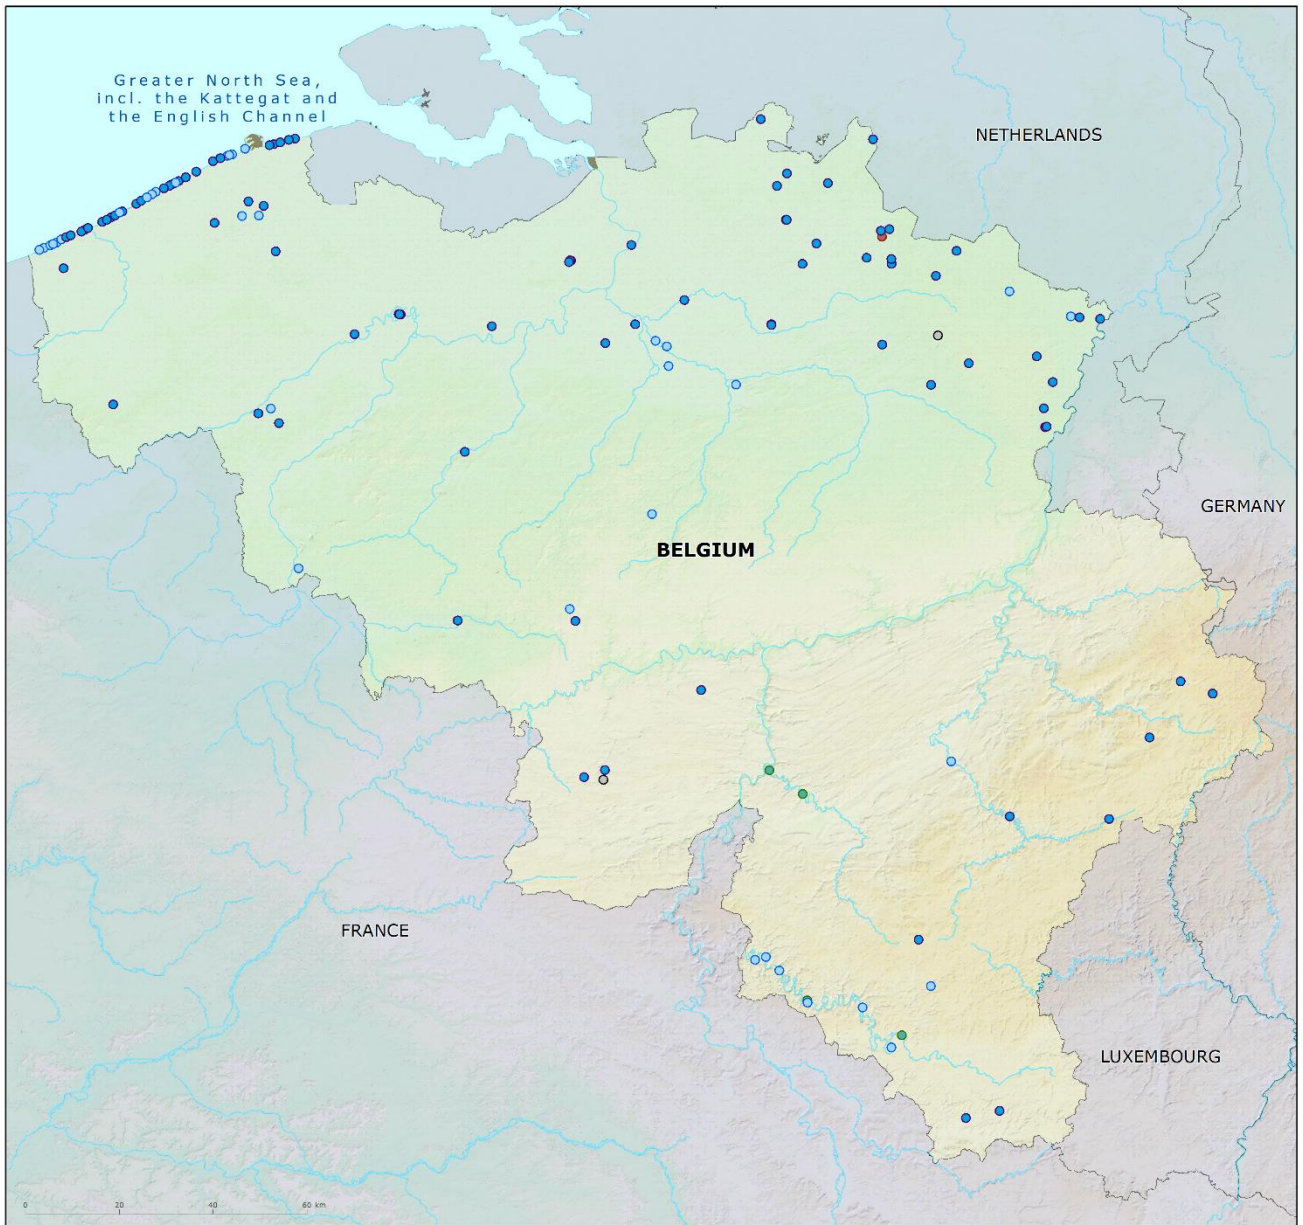 Greater North Sea,
incl. the Kattegat and
the English Channel
NETHERLANDS
GERMANY
BELGIUM
FRANCE
LUXEMBOURG
0 20 40 60 km